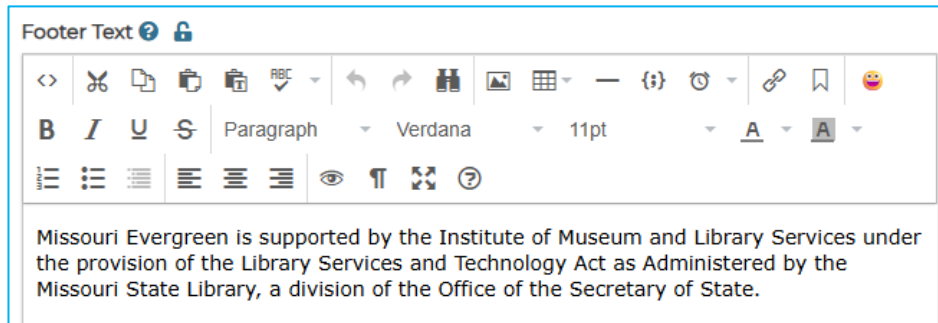 Footer Text
ABC
B I U S Paragraph Verdana 11pt A A
Missouri Evergreen is supported by the Institute of Museum and Library Services under
the provision of the Library Services and Technology Act as Administered by the
Missouri State Library, a division of the Office of the Secretary of State.